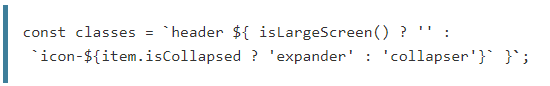 const classes = `header ${ isLargeScreen() ? '' :
`icon-${item.isCollapsed ? 'expander' : 'collapser'}` }`;